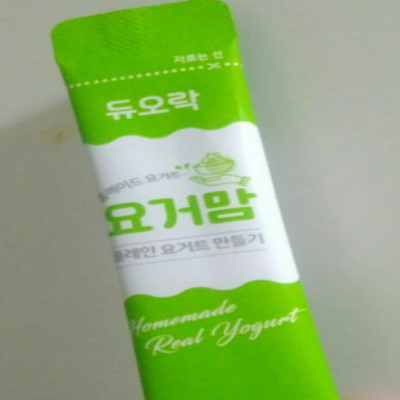 자르는 선
듀오락
홈메이드 요거트
요거맘
플레인 요거트 만들기
Homemade
Real Yogurt